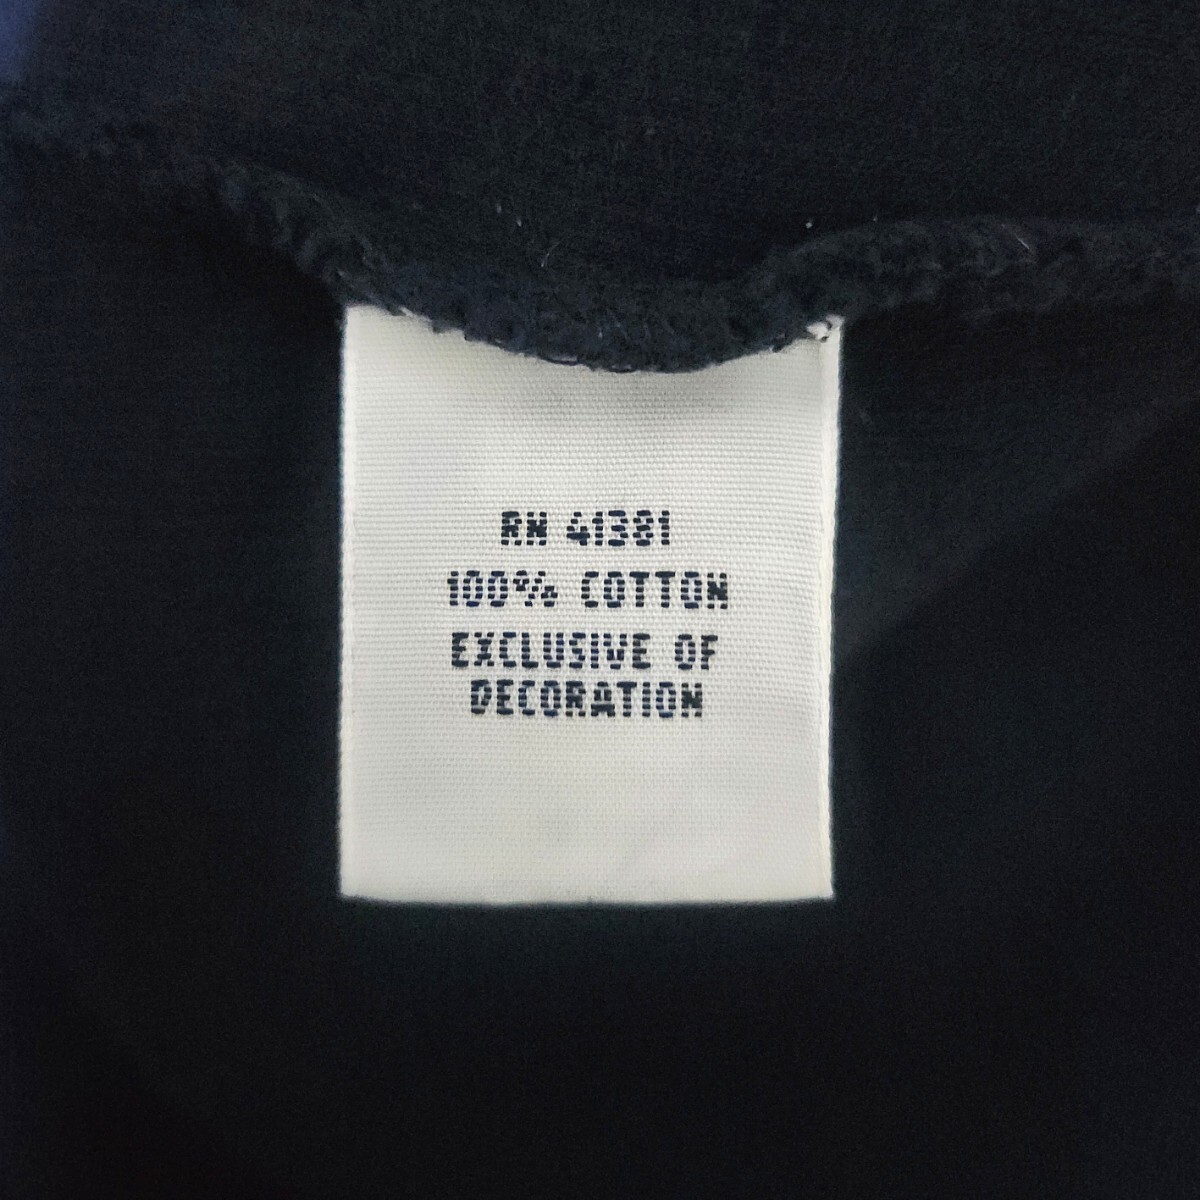 RN 41381
100% COTTON
EXCLUSIVE OF
DECORATION